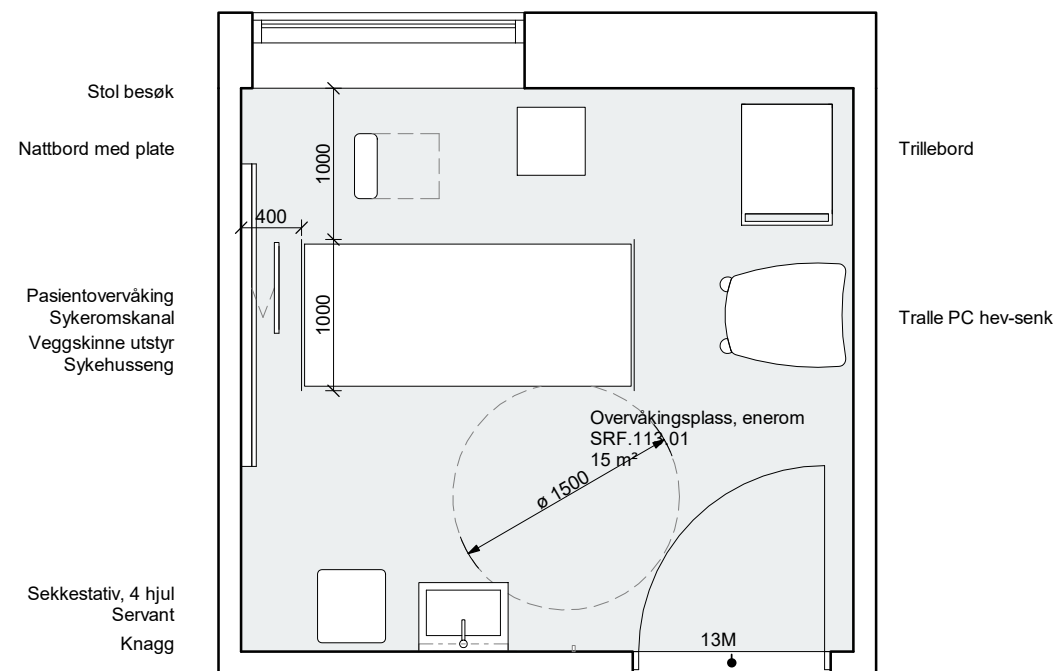 Stol besøk
Nattbord med plate
Trillebord
1000
400
Pasientovervåking
Sykeromskanal
Veggskinne utstyr
Sykehusseng
1000
Tralle PC hev-senk
Overvåkingsplass, enerom
SRF.113.01
15 m²
ø 1500
Sekkestativ, 4 hjul
Servant
Knagg
13M